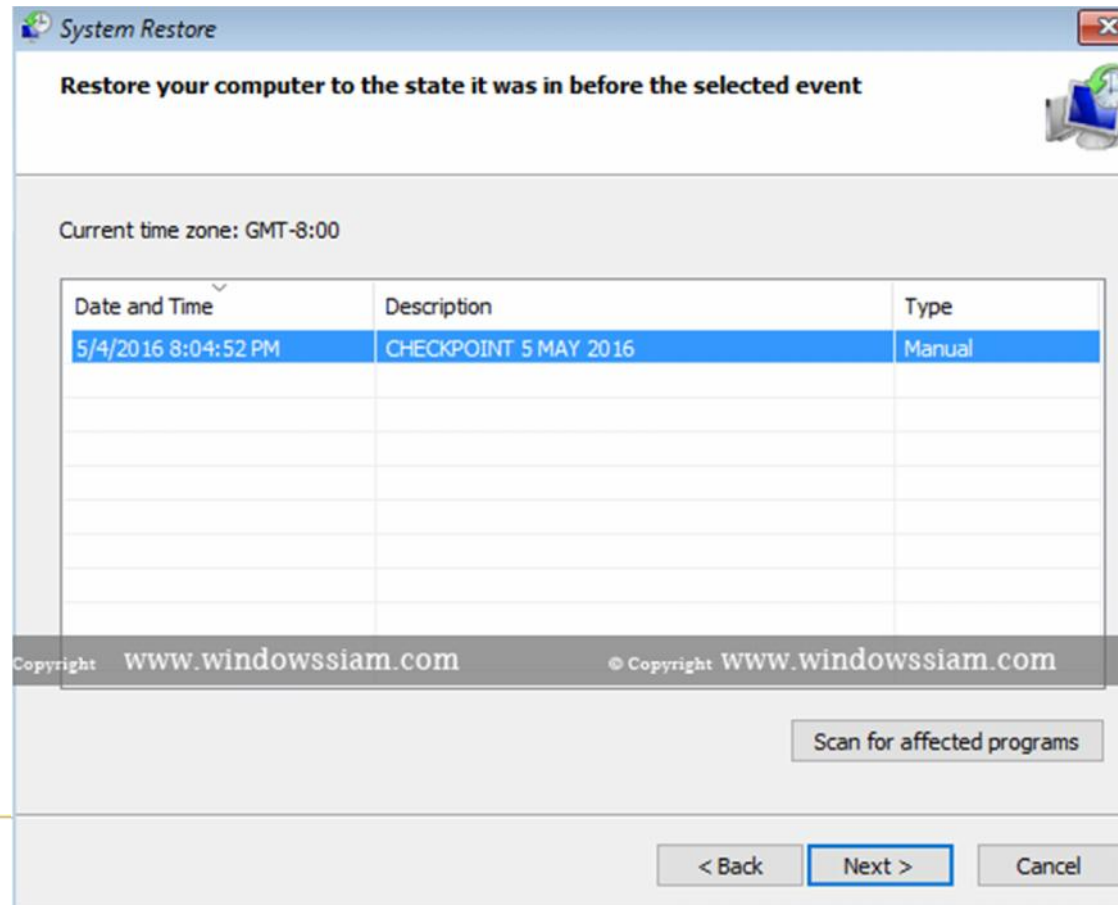 System Restore
Restore your computer to the state it was in before the selected event
Current time zone: GMT-8:00
Date and Time Description Type
5/4/2016 8:04:52 PM CHECKPOINT 5 MAY 2016 Manual
Copyright www.windowssiam.com © Copyright www.windowssiam.com
Scan for affected programs
< Back Next > Cancel